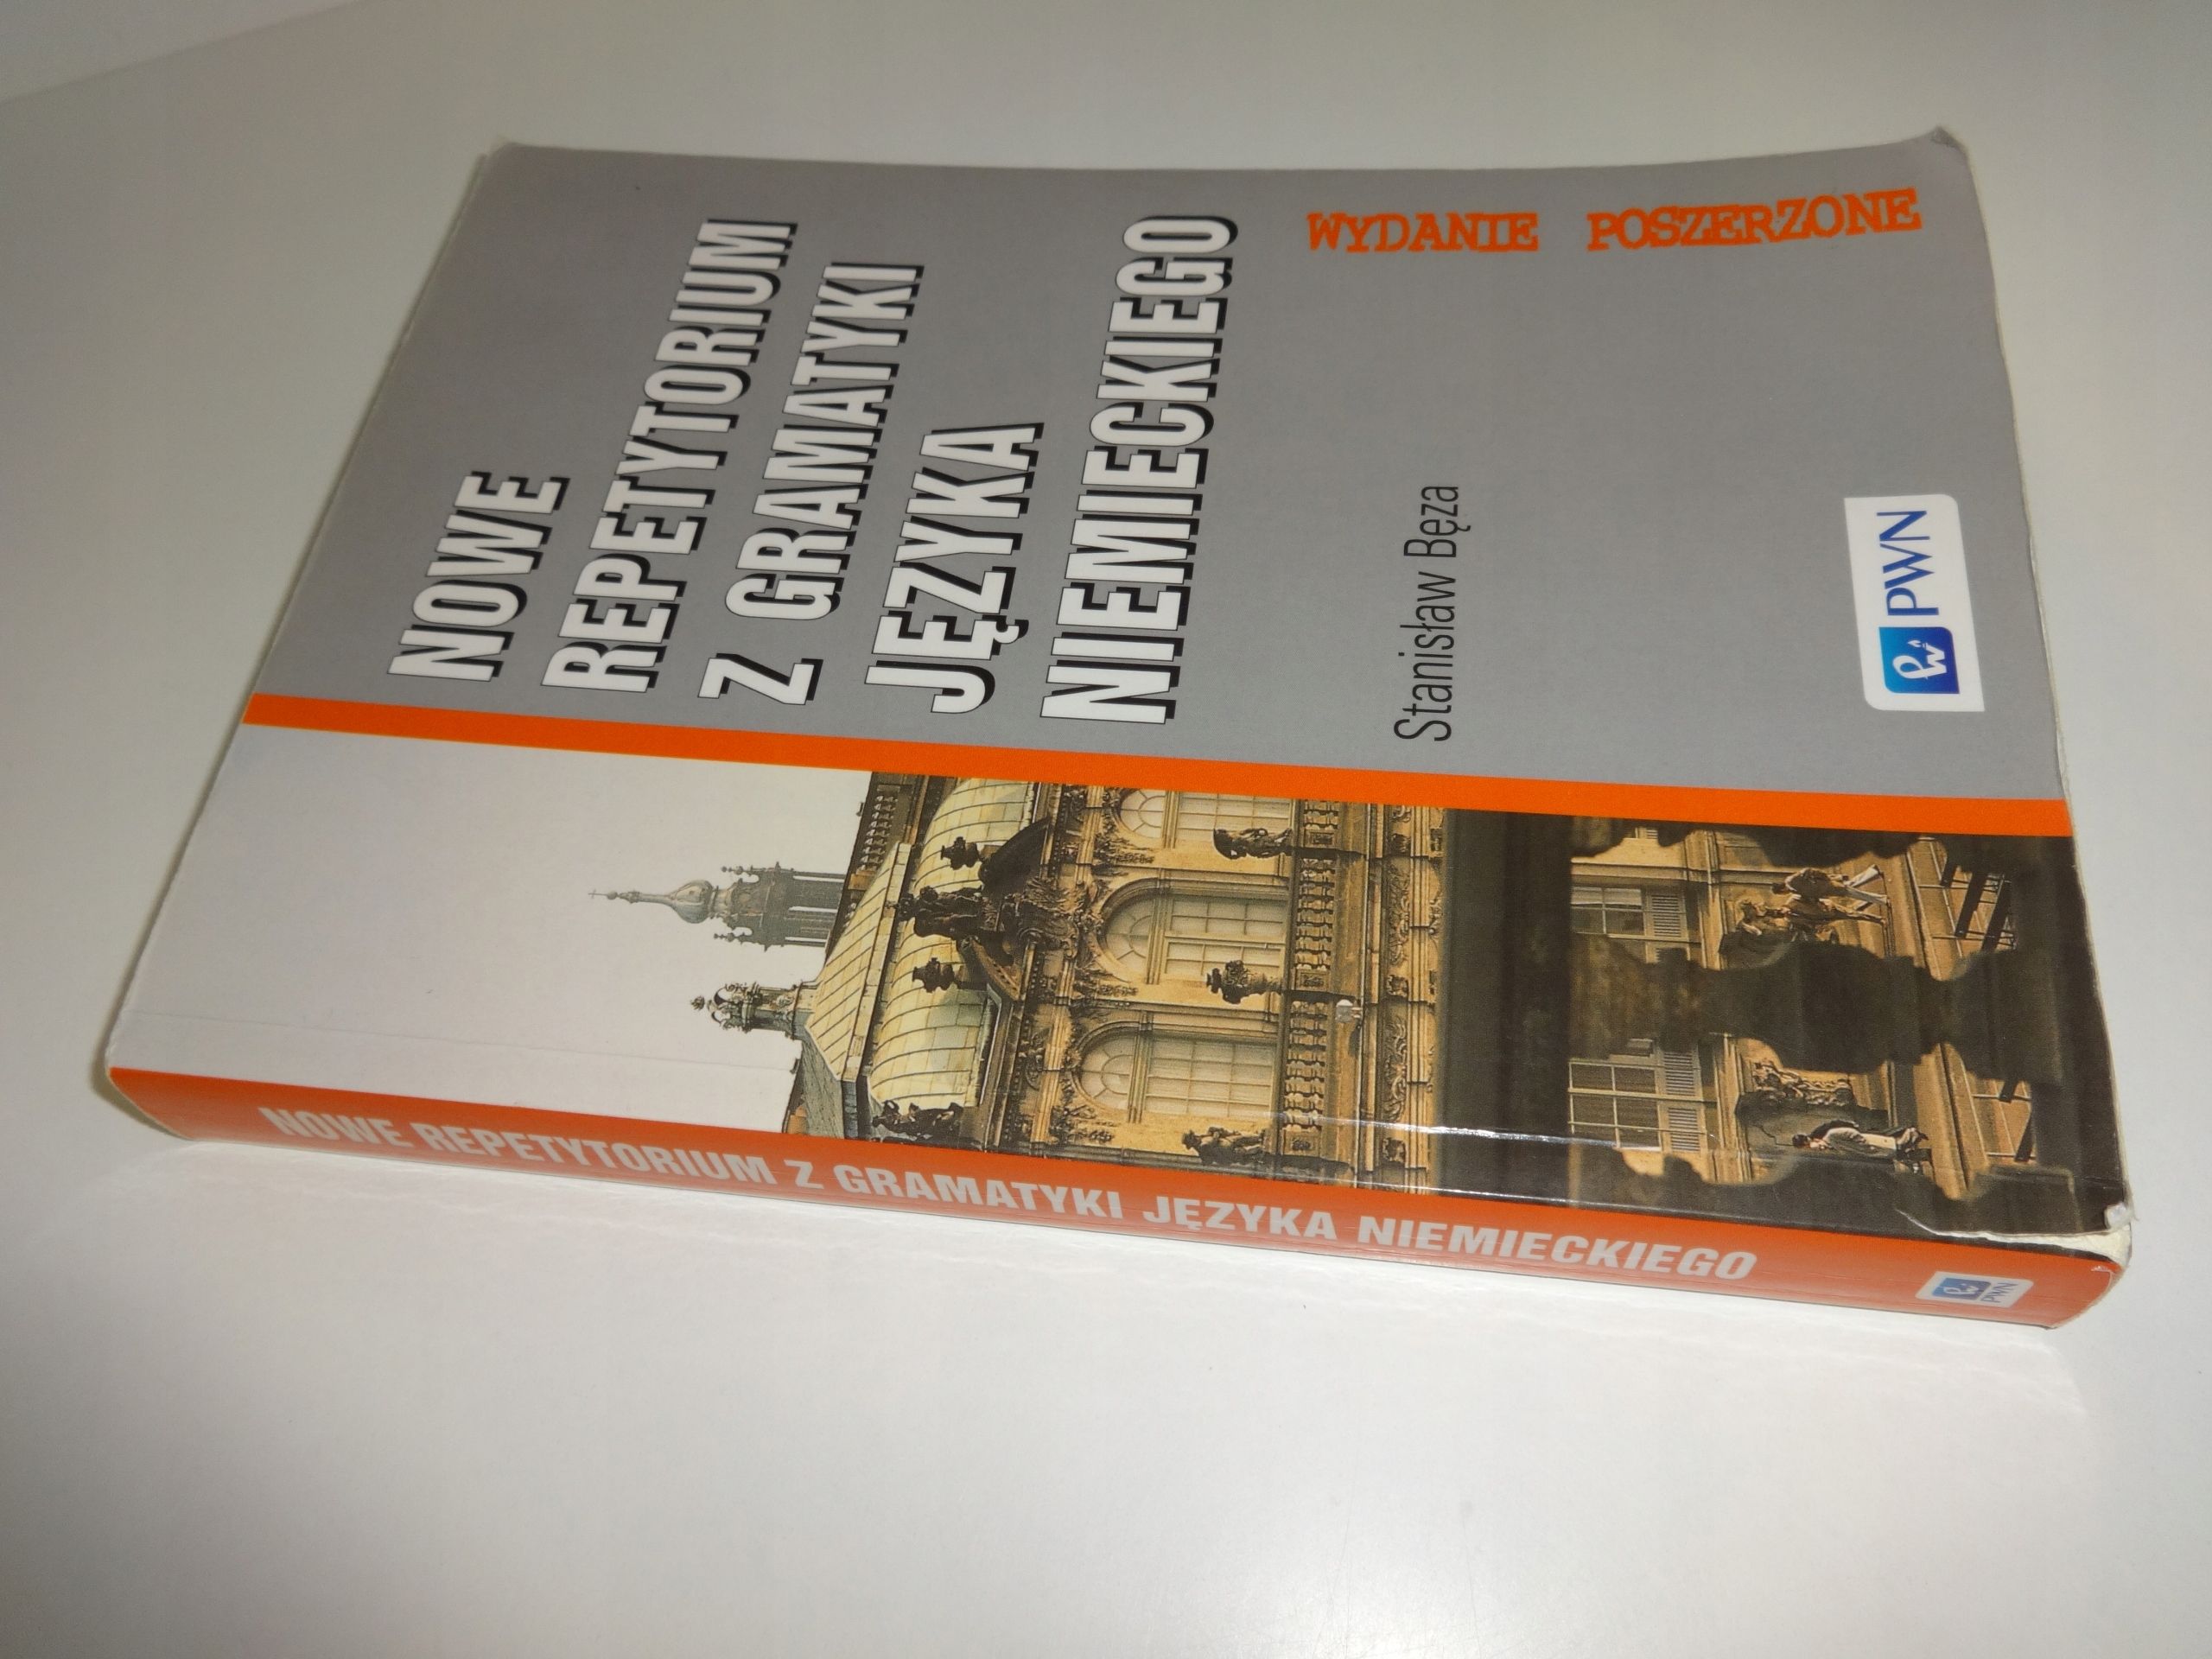 NOWE
REPETYTORIUM
Z GRAMATYKI
JĘZYKA
NIEMIECKIEGO
WYDANIE POSZERZONE
Stanisław Bęza
PWN
NOWE REPETYTORIUM Z GRAMATYKI JĘZYKA NIEMIECKIEGO
PWN